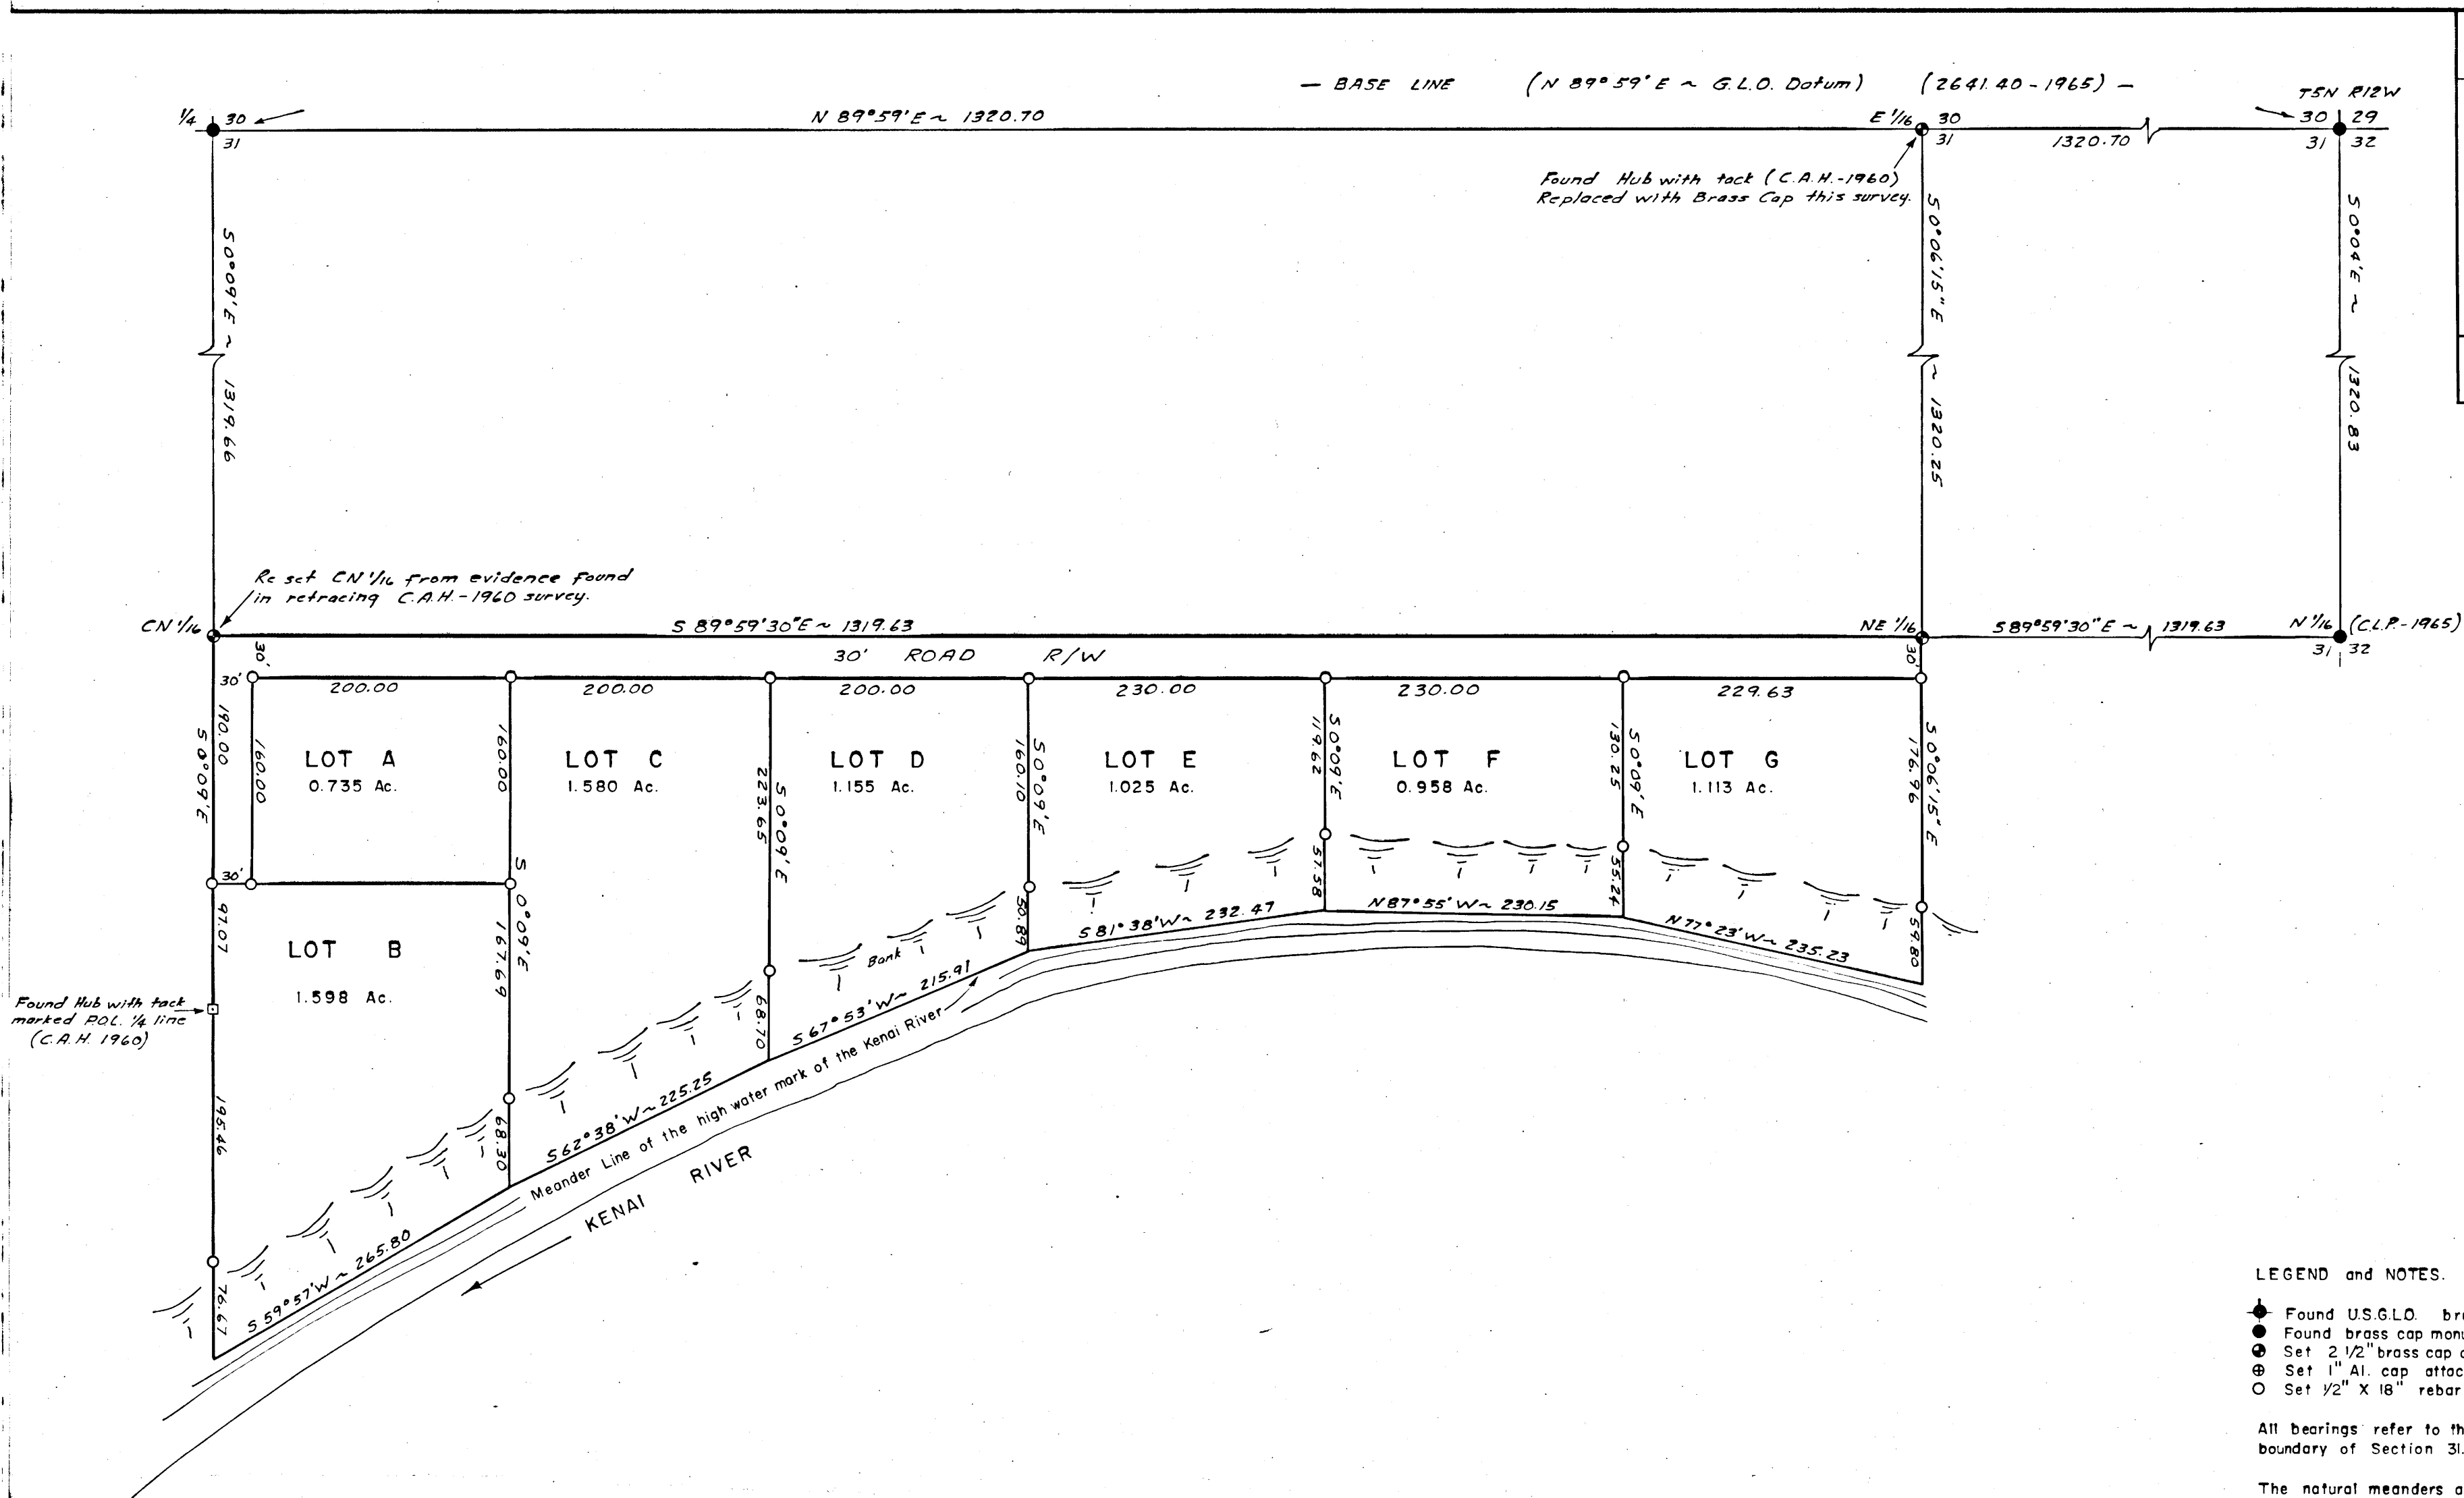 — BASE LINE (N 89°59' E ~ G.L.O. Datum) (2641.40 - 1965) —
T5N R12W
1/4 30
31
N 89°59' E ~ 1320.70
E 1/16 30
31
1320.70
30 29
31 32
Found Hub with tack (C.A.H.-1960)
Replaced with Brass Cap this survey.
S 0°09' E ~ 1319.66
S 0°06'15" E ~ 1320.25
S 0°04' E ~ 1320.83
Re set CN 1/16 from evidence found
in retracing C.A.H.-1960 survey.
CN 1/16
S 89°59'30" E ~ 1319.63
NE 1/16
S 89°59'30" E ~ 1319.63
N 1/16 (C.L.P.-1965)
31 32
30' ROAD R/W
30'
30'
30'
200.00
200.00
200.00
230.00
230.00
229.63
S 0°09' E
190.00
160.00
LOT A
0.735 Ac.
160.00
LOT C
1.580 Ac.
223.65
S 0°09' E
LOT D
1.155 Ac.
160.10
S 0°09' E
LOT E
1.025 Ac.
119.62
S 0°09' E
LOT F
0.958 Ac.
130.25
S 0°09' E
LOT G
1.113 Ac.
176.96
S 0°06'15" E
30'
97.07
LOT B
1.598 Ac.
167.69
S 0°09' E
68.70
50.89
57.58
55.24
59.80
Bank
S 81°38' W ~ 232.47
N 87°55' W ~ 230.15
N 77°23' W ~ 235.23
S 67°53' W ~ 215.91
Found Hub with tack
marked P.O.L. 1/4 line
(C.A.H. 1960)
195.46
68.30
S 62°38' W ~ 225.25
Meander Line of the high water mark of the Kenai River
KENAI RIVER
S 59°57' W ~ 265.80
76.67
LEGEND and NOTES.
Found U.S.G.L.O.
Found brass cap
Set 2 1/2" brass cap
Set 1" Al. cap
Set 1/2" X 18" rebar
All bearings refer to
boundary of Section 31.
The natural meanders